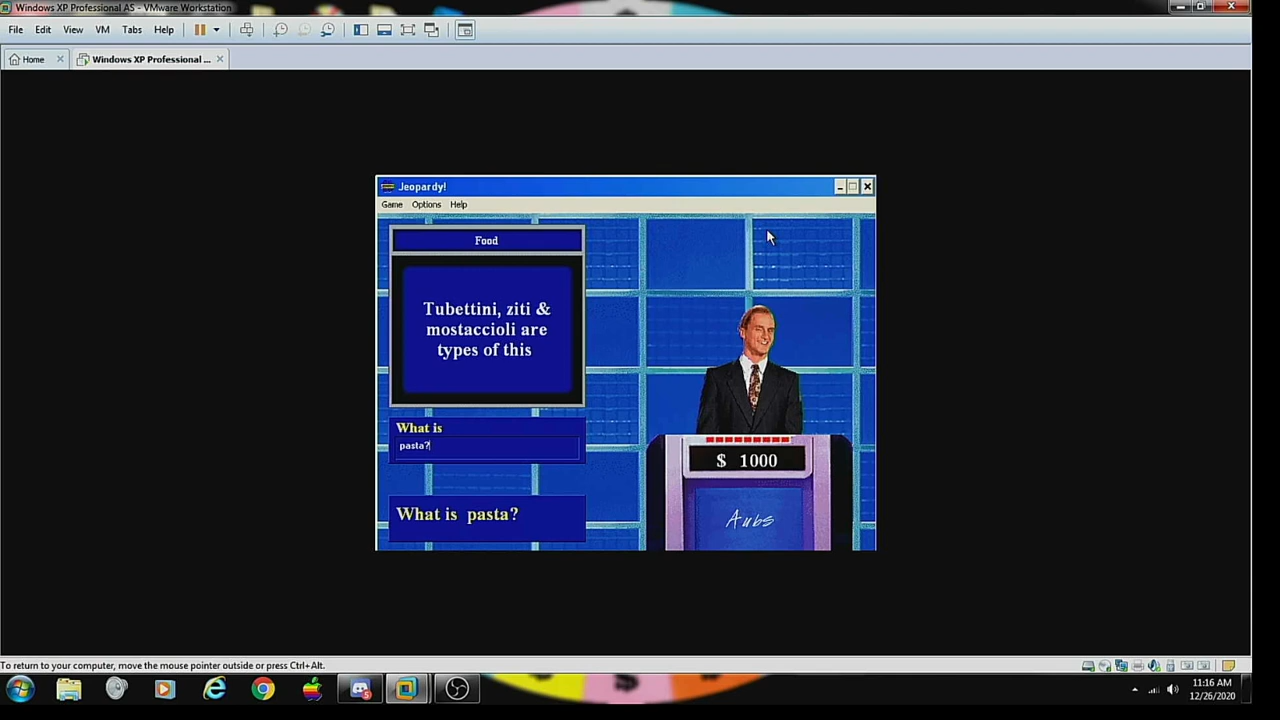 Windows XP Professional AS - VMware Workstation
File Edit View VM Tabs Help
Home
Windows XP Professional ...
Jeopardy!
Game Options Help
Food
Tubettini, ziti &
mostaccioli are
types of this
What is
pasta?
What is pasta?
$ 1000
Aubs
To return to your computer, move the mouse pointer outside or press Ctrl+Alt.
5
11:16 AM
12/26/2020